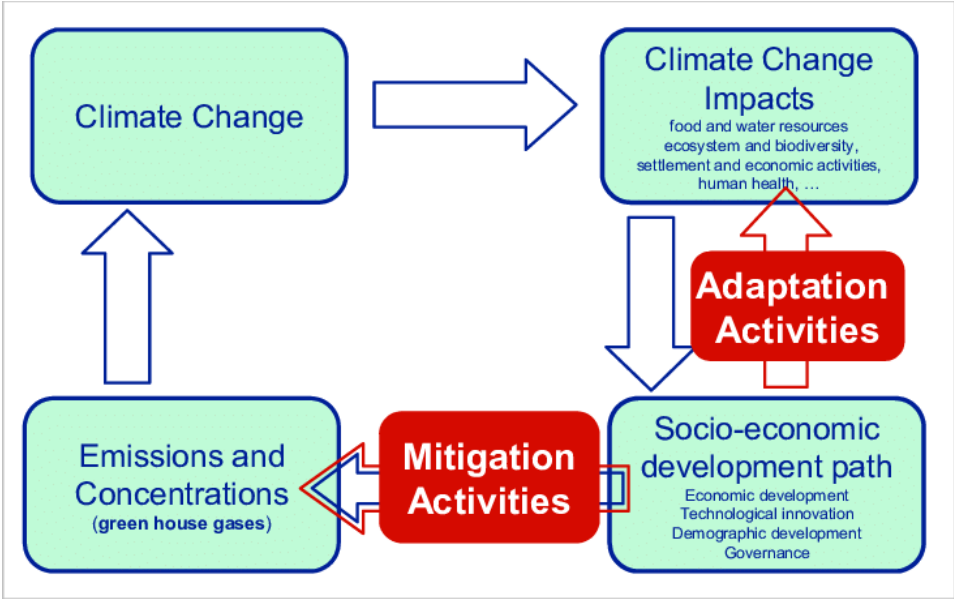 Climate Change
Climate Change
Impacts
food and water resources
ecosystem and biodiversity,
settlement and economic activities,
human health, ...
Adaptation
Activities
Emissions and
Concentrations
(green house gases)
Mitigation
Activities
Socio-economic
development path
Economic development
Technological innovation
Demographic development
Governance